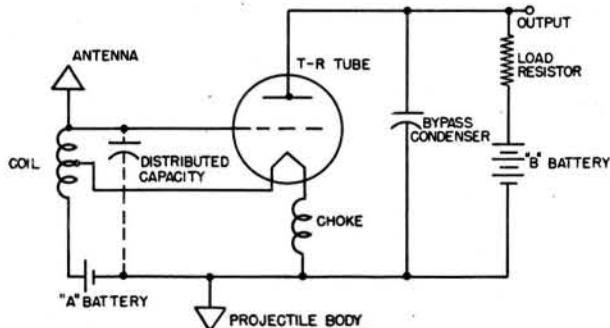 OUTPUT
ANTENNA
T-R TUBE
LOAD
RESISTOR
BYPASS
CONDENSER
COIL
DISTRIBUTED
CAPACITY
"B" BATTERY
CHOKE
"A" BATTERY
PROJECTILE BODY